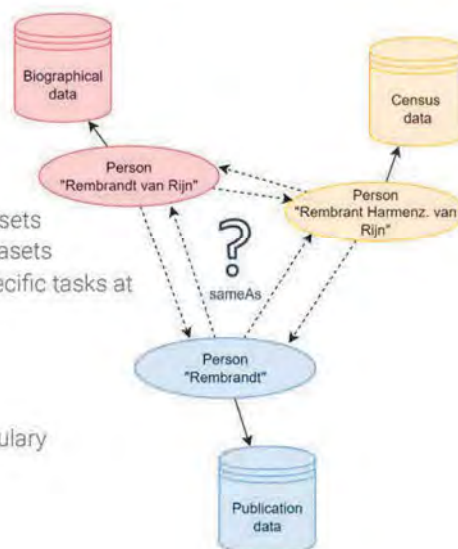 Biographical
data
Census
data
Person
"Rembrandt van Rijn"
Person
"Rembrant Harmenz. van
Rijn"
?
sameAs
Person
"Rembrandt"
Publication
data
sets
asets
ecific tasks at
ulary